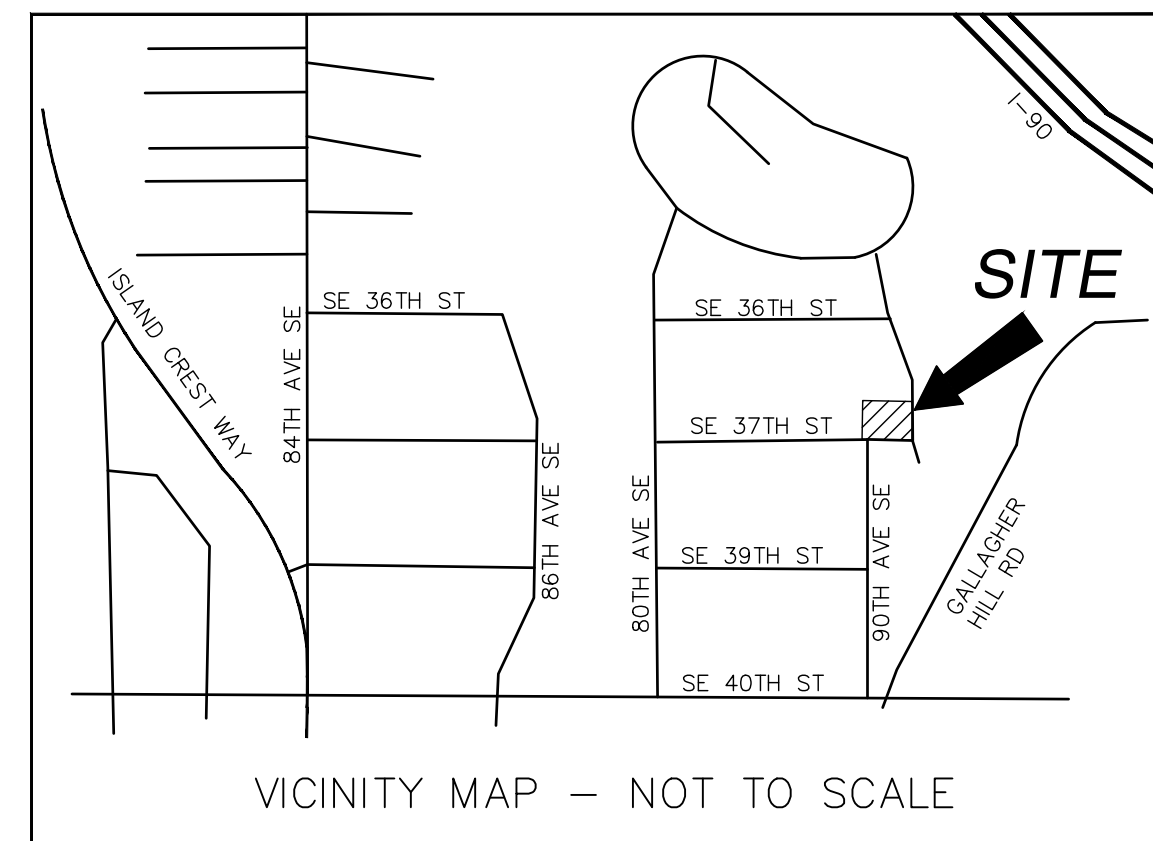 I-90
SITE
ISLAND CREST WAY
84TH AVE SE
SE 36TH ST
SE 36TH ST
SE 37TH ST
86TH AVE SE
80TH AVE SE
SE 39TH ST
90TH AVE SE
GALLAGHER
HILL RD
SE 40TH ST
VICINITY MAP – NOT TO SCALE